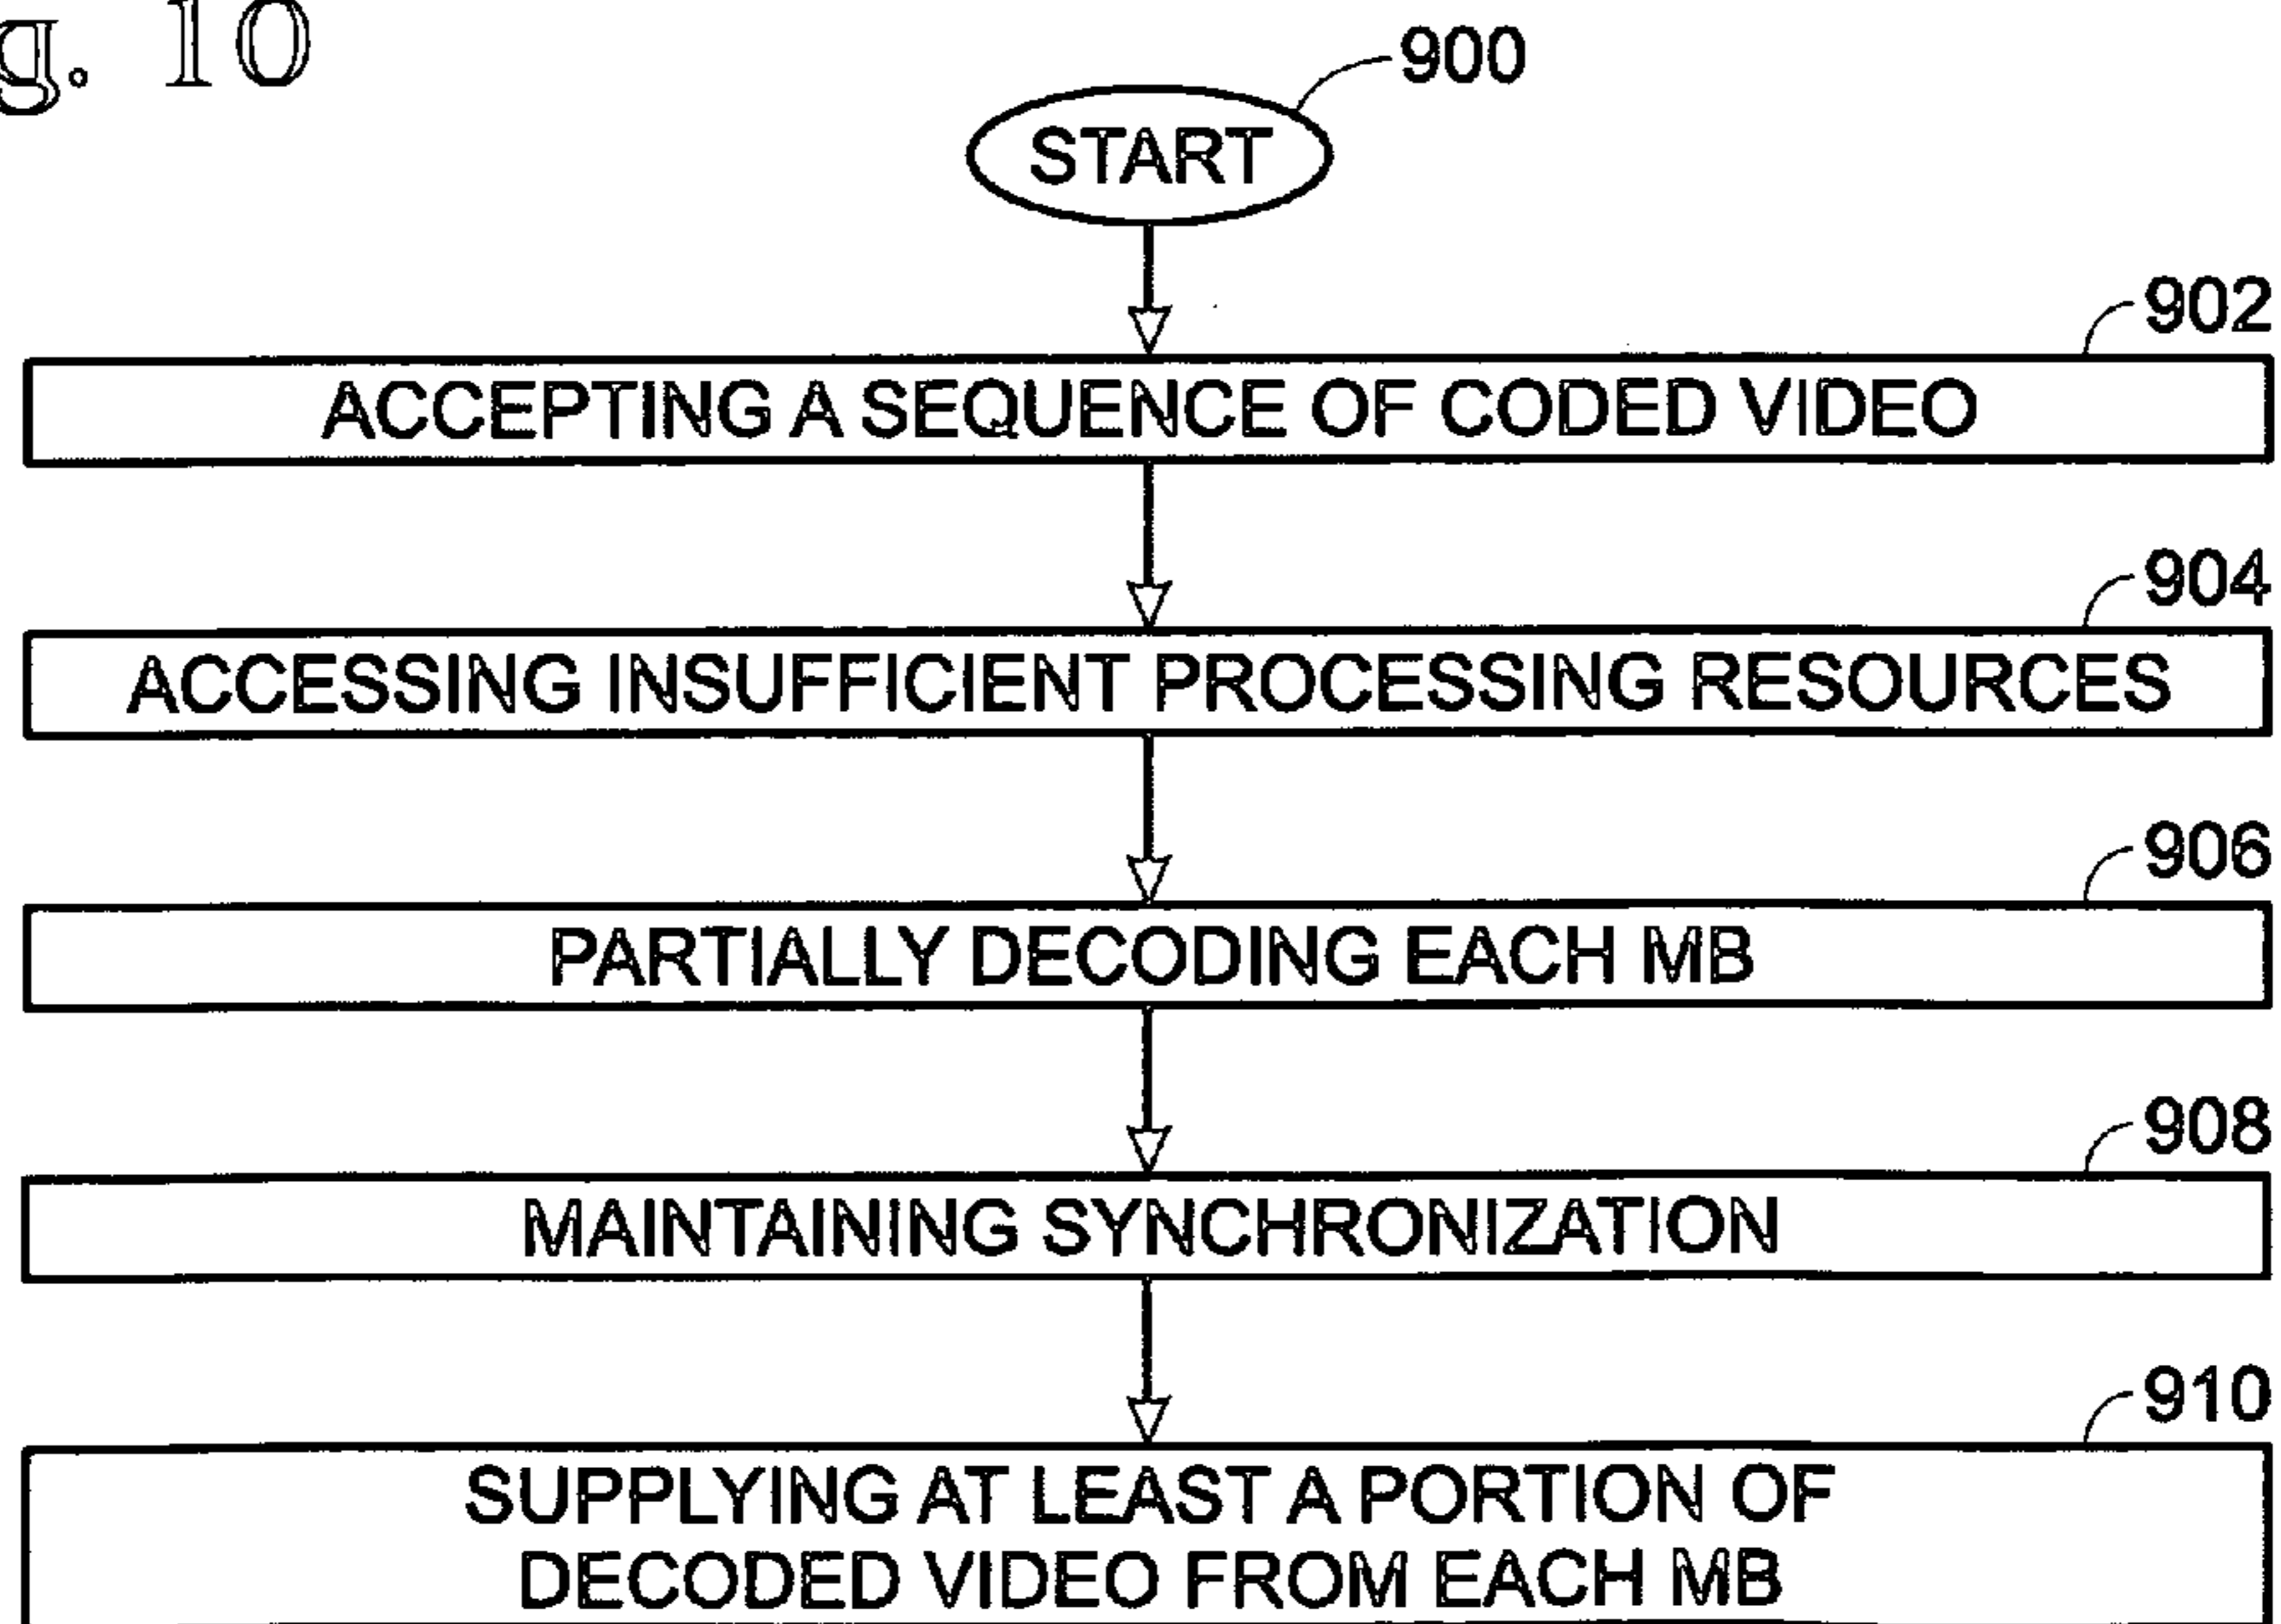 g. 10
900
START
902
ACCEPTING A SEQUENCE OF CODED VIDEO
904
ACCESSING INSUFFICIENT PROCESSING RESOURCES
906
PARTIALLY DECODING EACH MB
908
MAINTAINING SYNCHRONIZATION
910
SUPPLYING AT LEAST A PORTION OF
DECODED VIDEO FROM EACH MB